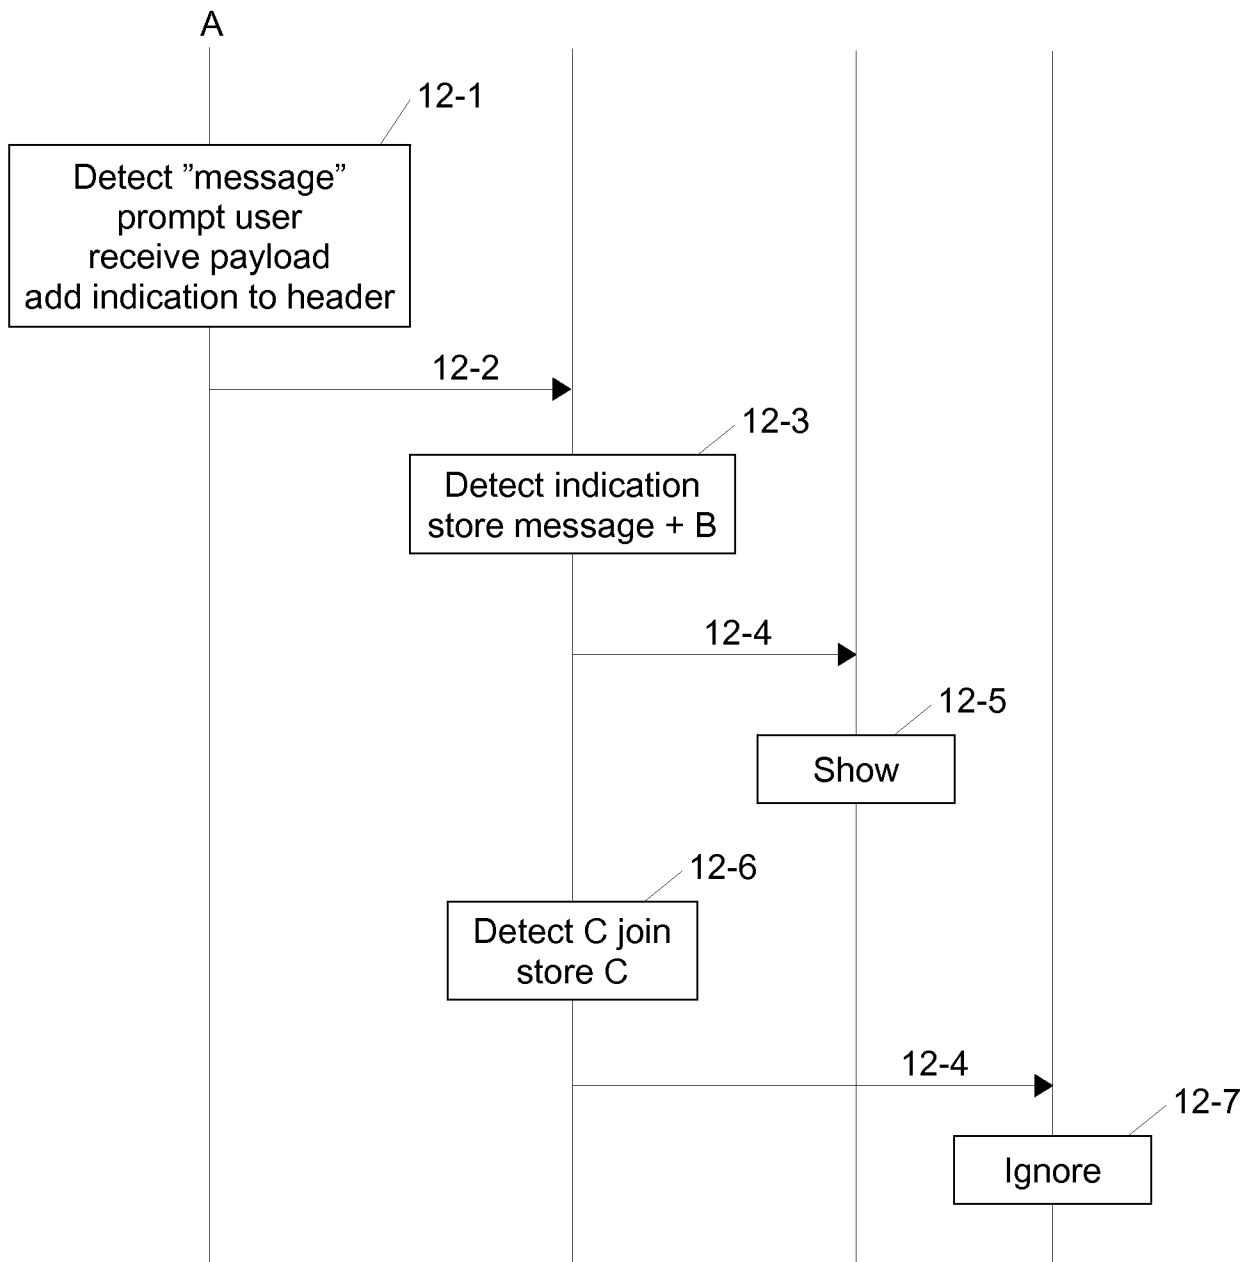 A
12-1
Detect ”message”
prompt user
receive payload
add indication to header
12-2
12-3
Detect indication
store message + B
12-4
12-5
Show
12-6
Detect C join
store C
12-4
12-7
Ignore